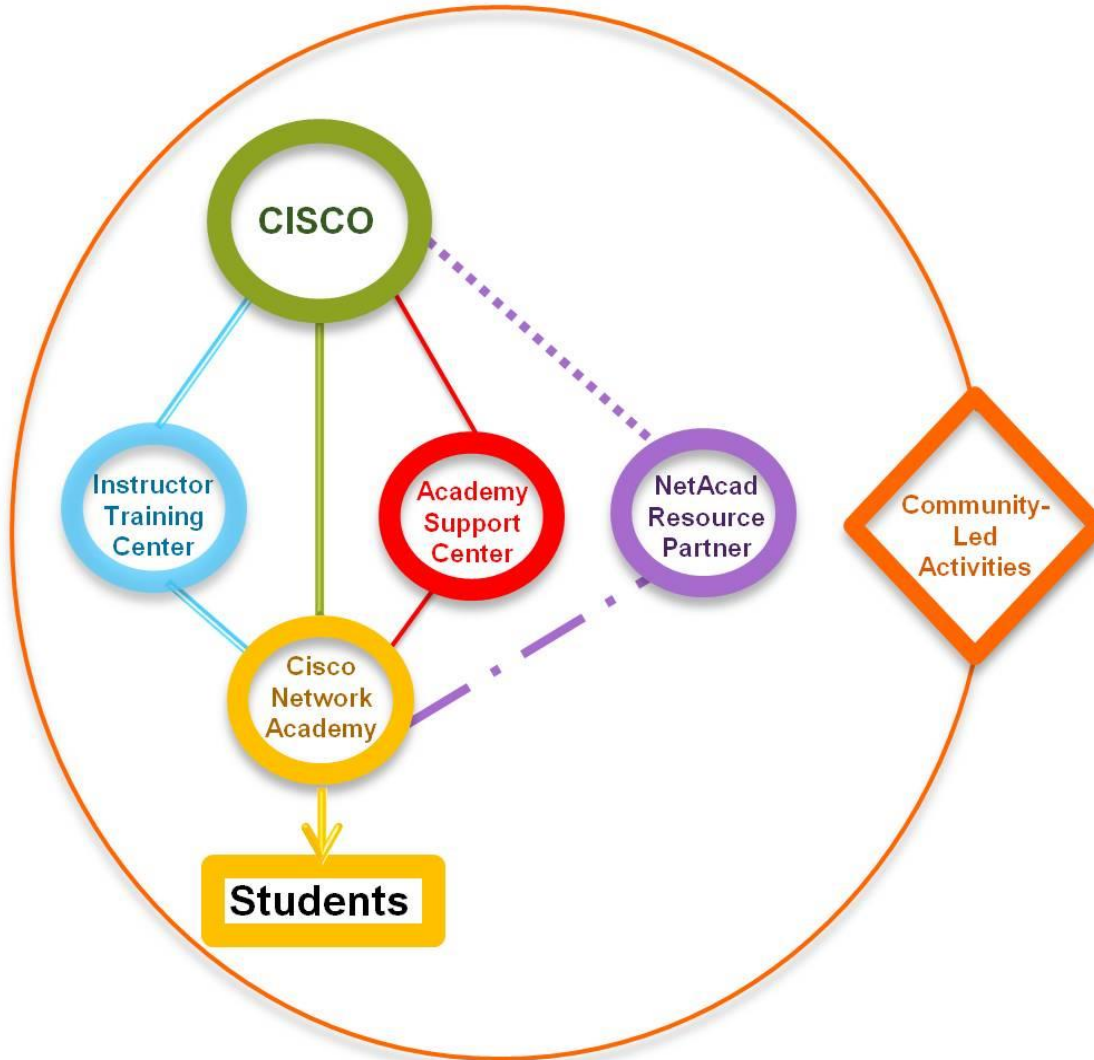 CISCO
Instructor
Training
Center
Academy
Support
Center
NetAcad
Resource
Partner
Community-
Led
Activities
Cisco
Network
Academy
Students